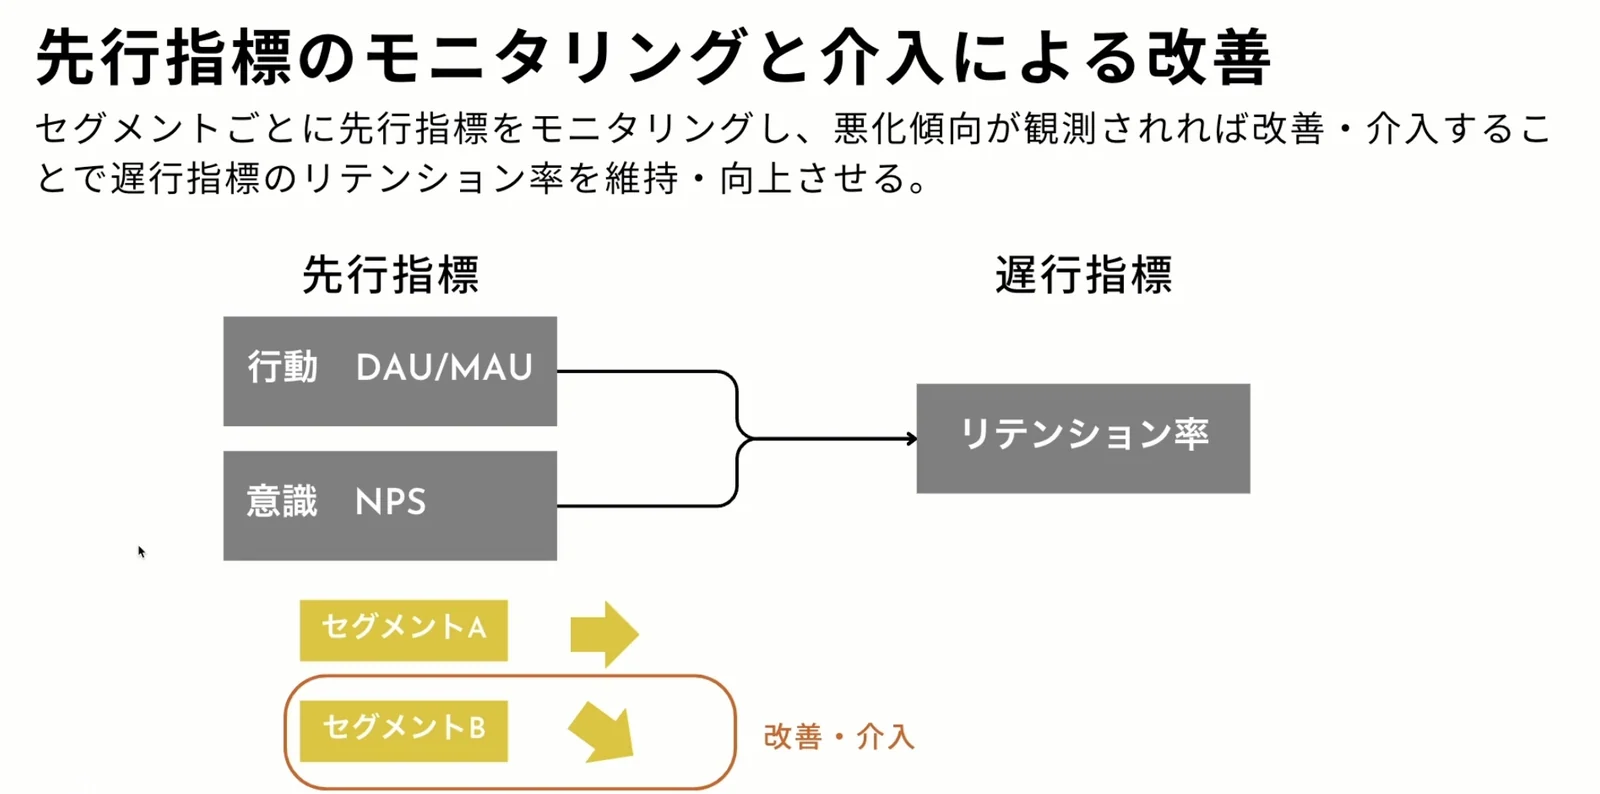 先行指標のモニタリングと介入による改善
セグメントごとに先行指標をモニタリングし、悪化傾向が観測されれば改善・介入するこ
とで遅行指標のリテンション率を維持・向上させる。
先行指標
遅行指標
行動　DAU/MAU
リテンション率
意識　NPS
セグメントA
セグメントB
改善・介入